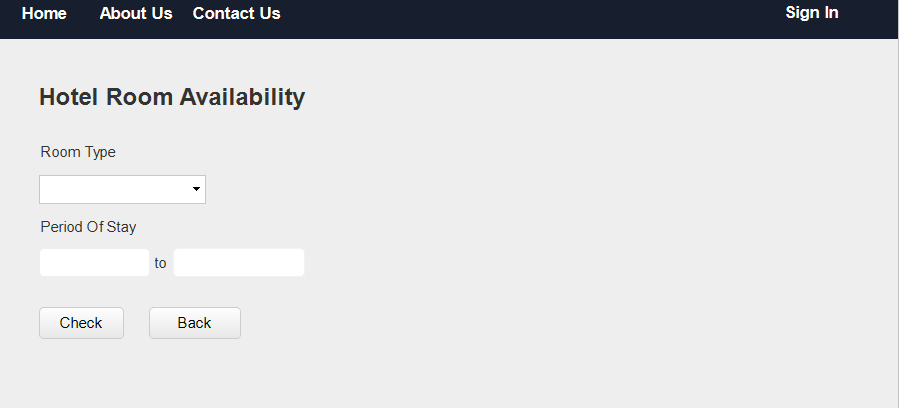 Home About Us Contact Us Sign In
Hotel Room Availability
Room Type
Period Of Stay
to
Check Back